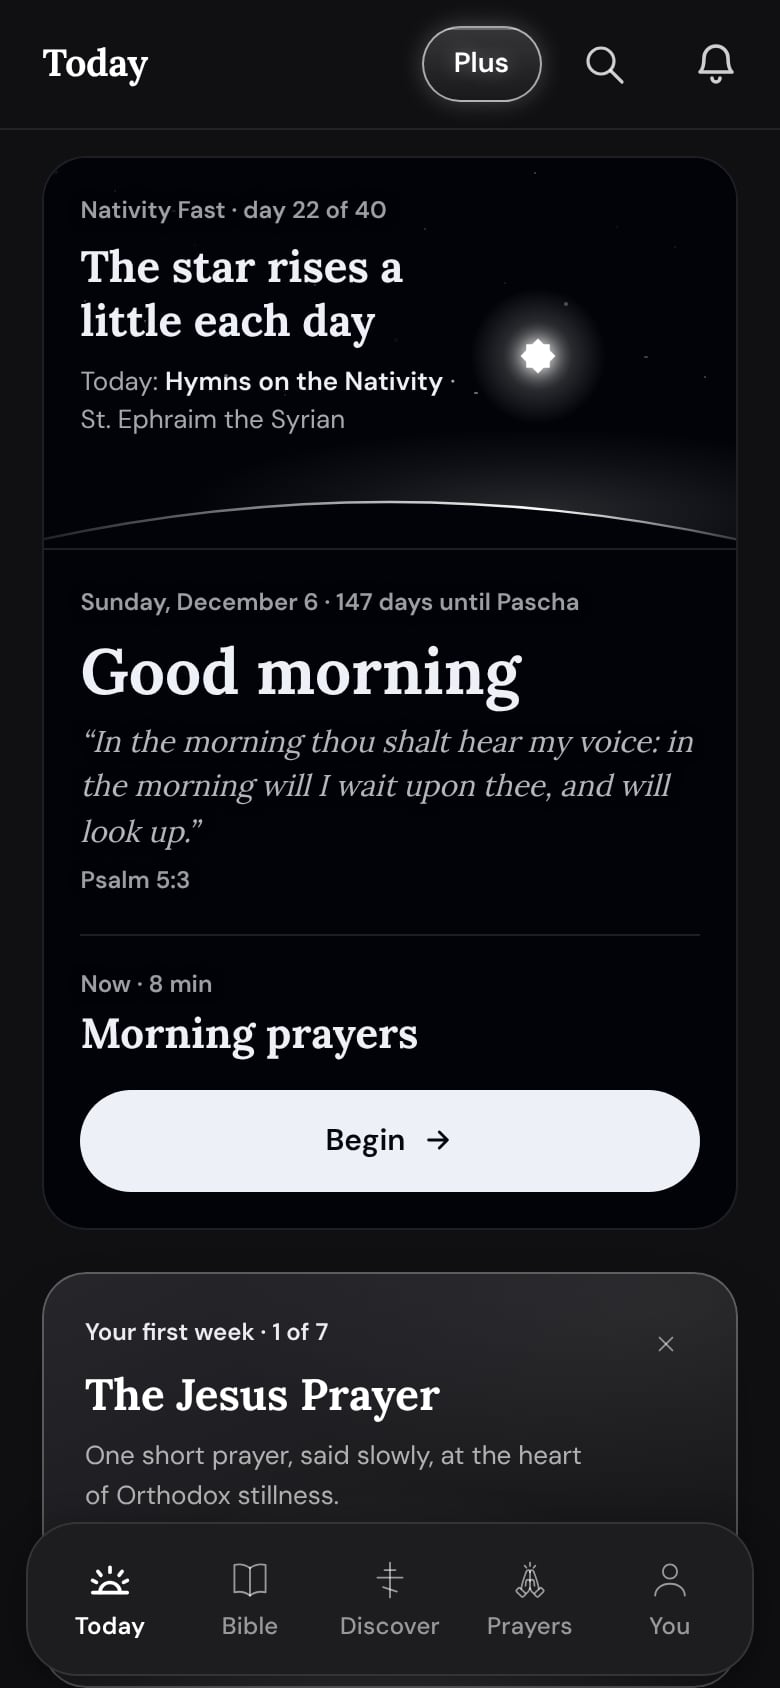 Today
Plus
Nativity Fast · day 22 of 40
The star rises a
little each day
Today: Hymns on the Nativity ·
St. Ephraim the Syrian
Sunday, December 6 · 147 days until Pascha
Good morning
“In the morning thou shalt hear my voice: in
the morning will I wait upon thee, and will
look up.”
Psalm 5:3
Now · 8 min
Morning prayers
Begin →
Your first week · 1 of 7
The Jesus Prayer
One short prayer, said slowly, at the heart
of Orthodox stillness.
Today
Bible
Discover
Prayers
You